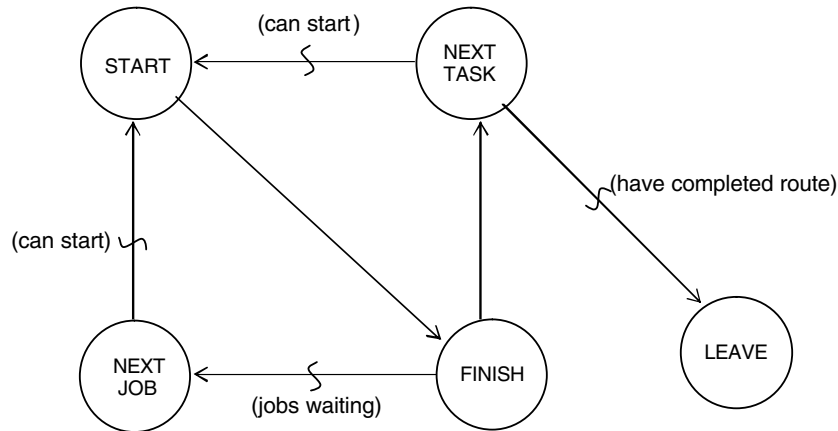 (can start)
START
NEXT
TASK
(have completed route)
(can start)
NEXT
JOB
FINISH
LEAVE
(jobs waiting)